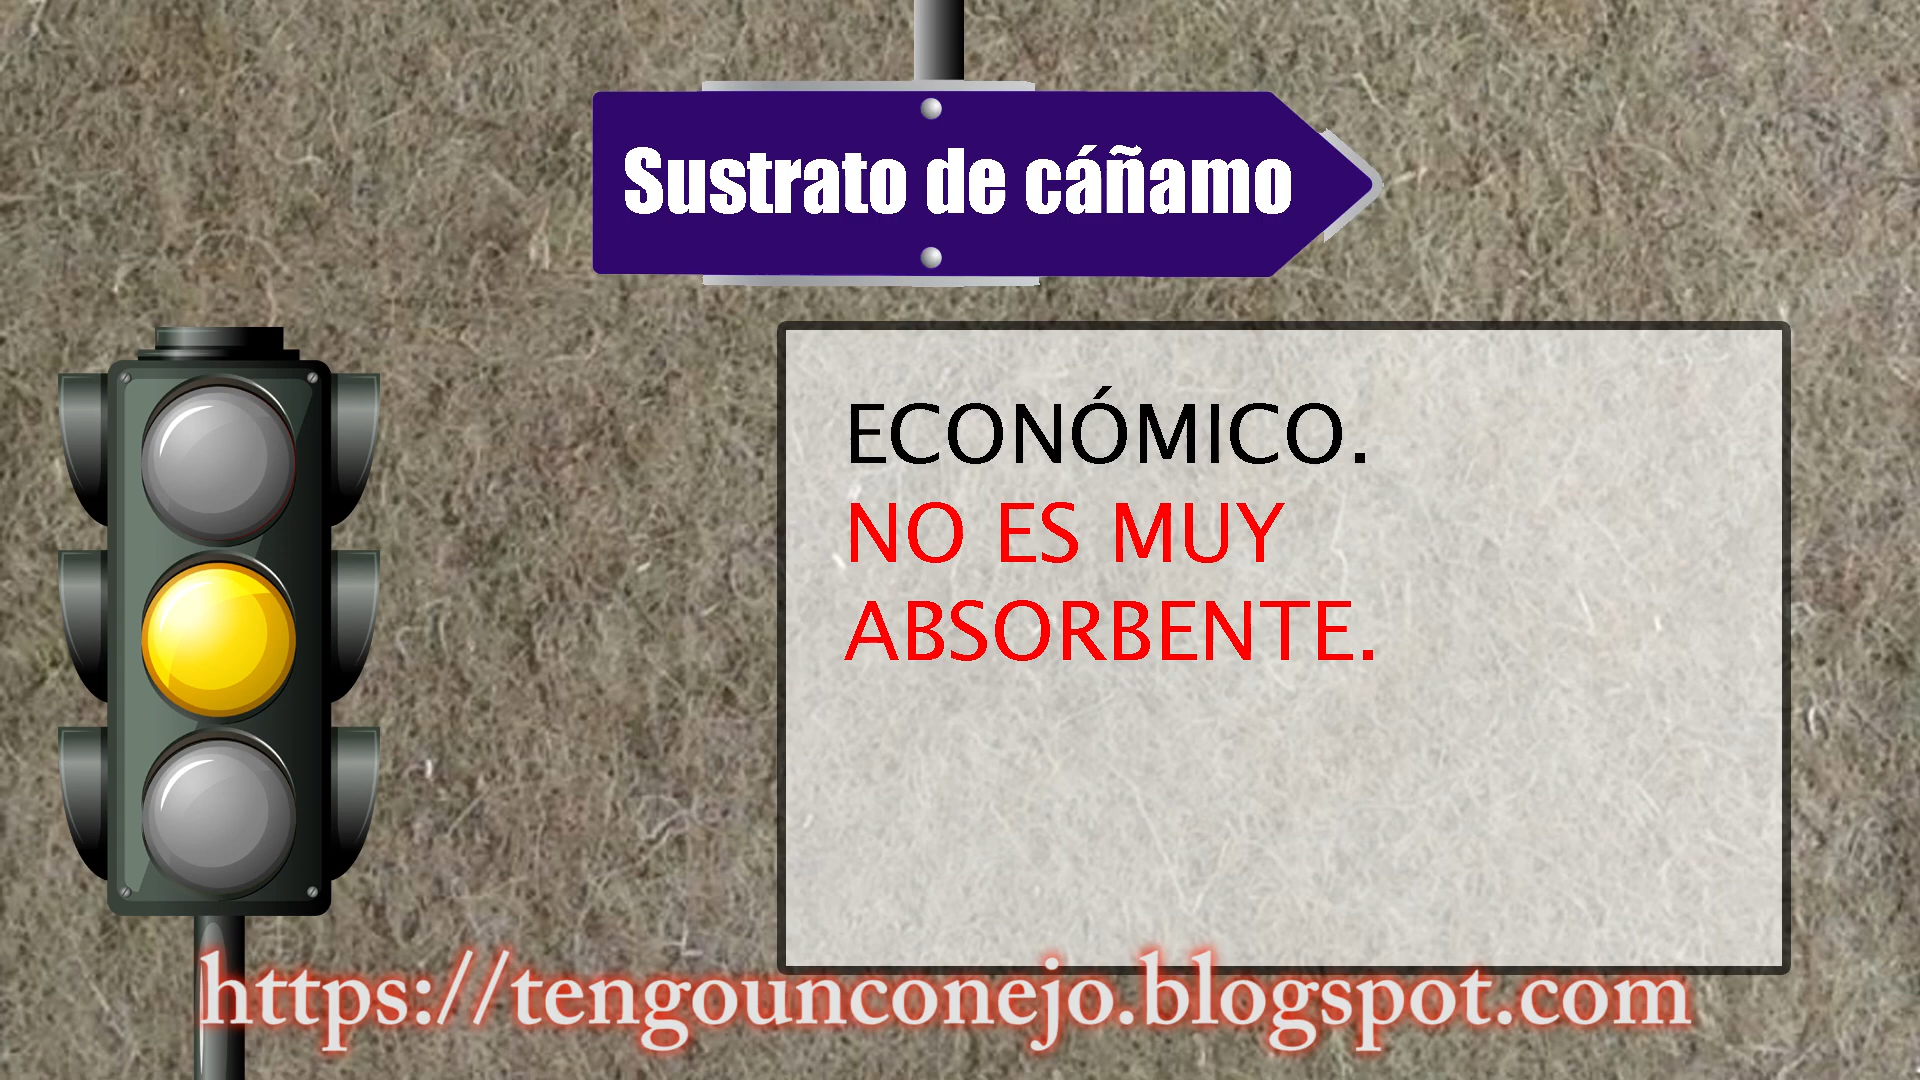 Sustrato de cáñamo
ECONÓMICO.
NO ES MUY
ABSORBENTE.
https://tengounconejo.blogspot.com